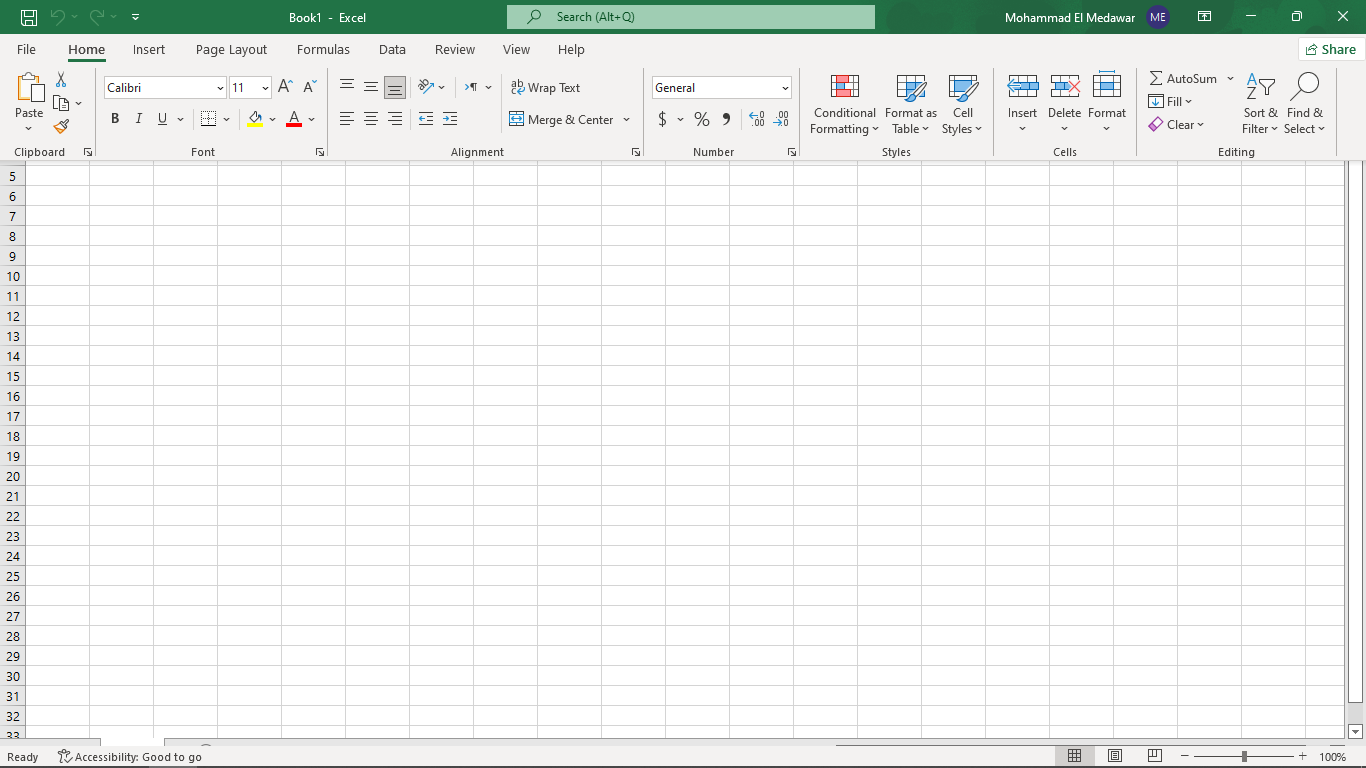 Book1 - Excel
Search (Alt+Q)
Mohammad El Medawar
ME
File
Home
Insert
Page Layout
Formulas
Data
Review
View
Help
Share
Paste
Clipboard
Calibri
11
B I U
Font
Wrap Text
Merge & Center
Alignment
General
$ % ,
Number
Conditional
Formatting
Format as
Table
Cell
Styles
Styles
Insert
Delete
Format
Cells
AutoSum
Fill
Clear
Sort &
Filter
Find &
Select
Editing
5
6
7
8
9
10
11
12
13
14
15
16
17
18
19
20
21
22
23
24
25
26
27
28
29
30
31
32
33
Ready
Accessibility: Good to go
100%